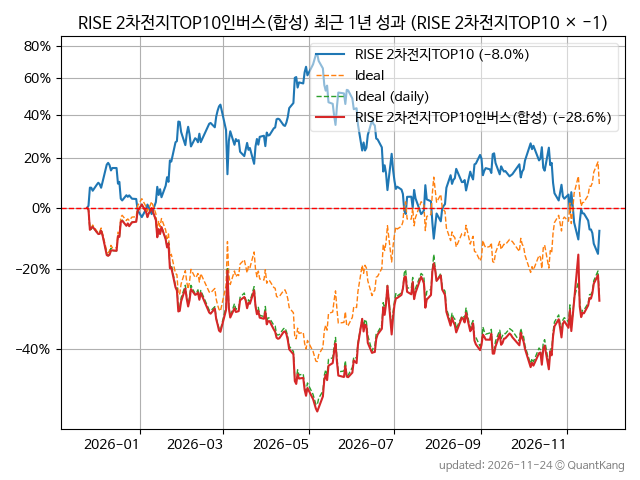 RISE 2차전지TOP10인버스(합성) 최근 1년 성과 (RISE 2차전지TOP10 × -1)
80%
60%
40%
20%
0%
-20%
-40%
RISE 2차전지TOP10 (-8.0%)
Ideal
Ideal (daily)
RISE 2차전지TOP10인버스(합성) (-28.6%)
2026-01 2026-03 2026-05 2026-07 2026-09 2026-11
updated: 2026-11-24 © QuantKang